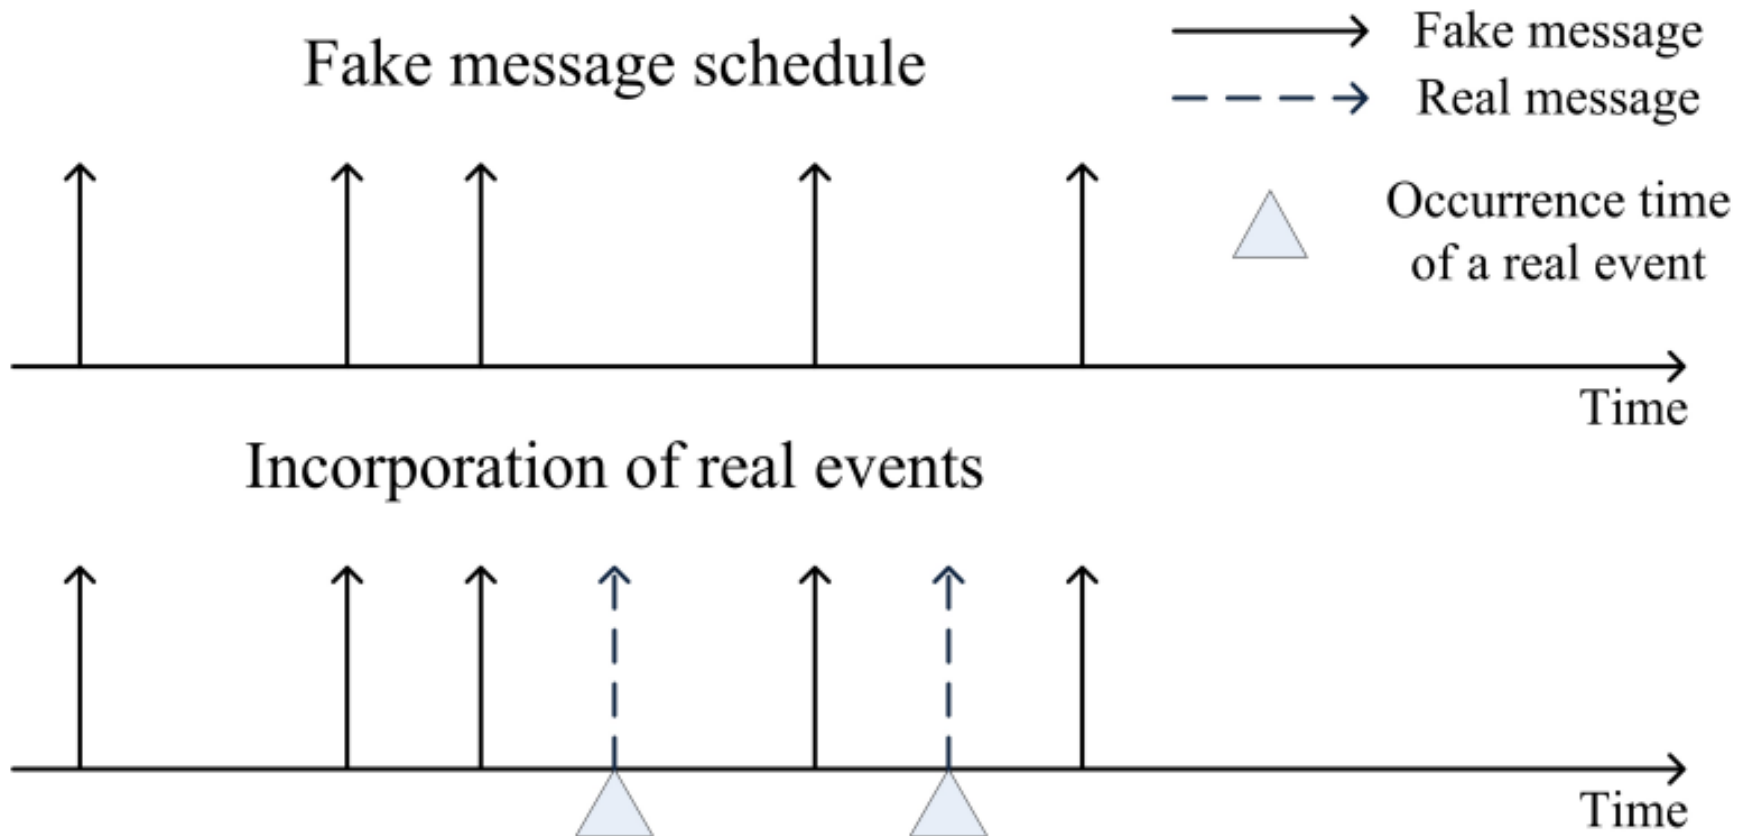 Fake message schedule
Fake message
Real message
Occurrence time
of a real event
Time
Incorporation of real events
Time